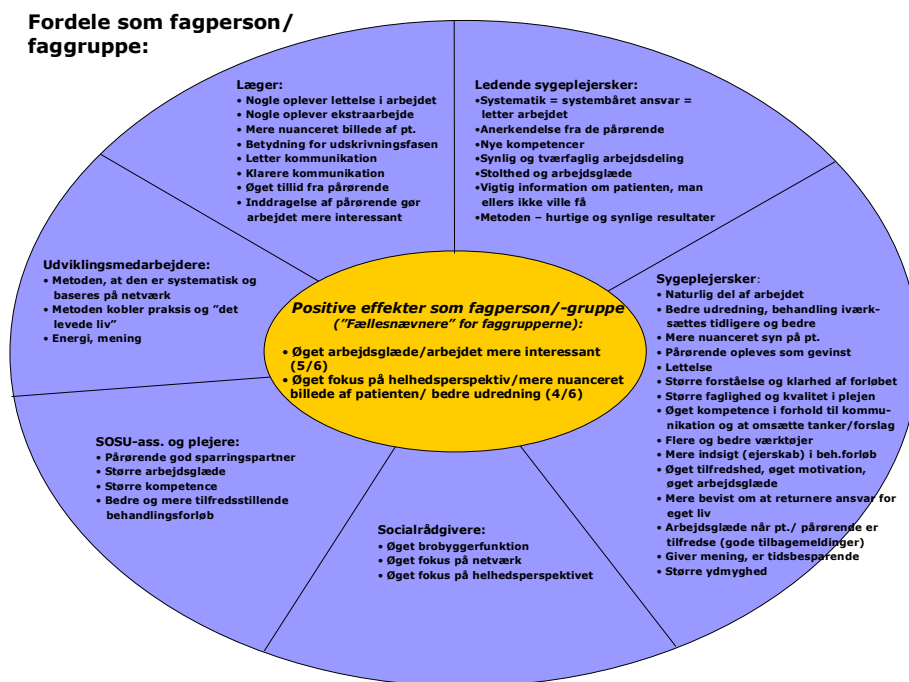 Fordele som fagperson/
faggruppe:
Læger:
• Nogle oplever lettelse i arbejdet
• Nogle oplever ekstraarbejde
• Mere nuanceret billede af pt.
• Betydning for udskrivningsfasen
• Letter kommunikation
• Klarere kommunikation
• Øget tillid fra pårørende
• Inddragelse af pårørende gør
arbejdet mere interessant
Ledende sygeplejersker:
•Systematik = systembåret ansvar =
letter arbejdet
•Anerkendelse fra de pårørende
•Nye kompetencer
•Synlig og tværfaglig arbejdsdeling
•Stolthed og arbejdsglæde
•Vigtig information om patienten, man
ellers ikke ville få
•Metoden – hurtige og synlige resultater
Udviklingsmedarbejdere:
• Metoden, at den er systematisk og
baseres på netværk
• Metoden kobler praksis og ”det
levede liv”
• Energi, mening
Positive effekter som fagperson/-gruppe
(”Fællesnævnere” for faggrupperne):
• Øget arbejdsglæde/arbejdet mere interessant
(5/6)
• Øget fokus på helhedsperspektiv/mere nuanceret
billede af patienten/ bedre udredning (4/6)
Sygeplejersker:
• Naturlig del af arbejdet
• Bedre udredning, behandling iværk-
sættes tidligere og bedre
• Mere nuanceret syn på pt.
• Pårørende opleves som gevinst
• Lettelse
• Større forståelse og klarhed af forløbet
• Større faglighed og kvalitet i plejen
• Øget kompetence i forhold til kommu-
nikation og at omsætte tanker/forslag
• Flere og bedre værktøjer
• Mere indsigt (ejerskab) i beh.forløb
• Øget tilfredshed, øget motivation,
øget arbejdsglæde
• Mere bevist om at returnere ansvar for
eget liv
• Arbejdsglæde når pt./ pårørende er
tilfredse (gode tilbagemeldinger)
• Giver mening, er tidsbesparende
• Større ydmyghed
SOSU-ass. og plejere:
• Pårørende god sparringspartner
• Større arbejdsglæde
• Større kompetence
• Bedre og mere tilfredsstillende
behandlingsforløb
Socialrådgivere:
• Øget brobyggerfunktion
• Øget fokus på netværk
• Øget fokus på helhedsperspektivet